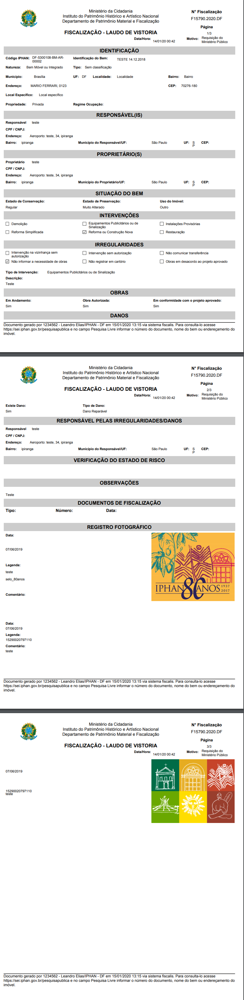 Ministério da Cidadania
Instituto do Patrimônio Histórico e Artístico Nacional
Departamento de Patrimônio Material e Fiscalização
N° Fiscalização
F15790.2020.DF
Página
1/3
FISCALIZAÇÃO - LAUDO DE VISTORIA
Data/Hora: 14/01/20 00:42
Motivo: Requisição do
Ministério Público
IDENTIFICAÇÃO
Código IPHAN: DF-5300108-BM-AR-
00002
Identificação do Bem: TESTE 14.12.2018
Natureza: Bem Móvel ou Integrado Tipo: Sem classificação
Município: Brasília UF: DF Localidade: Localidade Bairro: Bairro
Endereço: MARIO FERRARI, 0123 CEP: 70276-180
Local Específico: Local específico
Propriedade: Privada Regime Ocupação:
RESPONSÁVEL(IS)
Responsável teste
CPF / CNPJ:
Endereço: Aeroporto: teste, 34, ipiranga
Bairro: ipiranga Município do Responsável/UF: São Paulo UF: S
P
CEP:
PROPRIETÁRIO(S)
Proprietário teste
CPF / CNPJ:
Endereço: Aeroporto: teste, 34, ipiranga
Bairro: ipiranga Município do Proprietário/UF: São Paulo UF: S
P
CEP:
SITUAÇÃO DO BEM
Estado de Conservação: Estado de Preservação: Uso do Imóvel:
Regular Muito Alterado Outro
INTERVENÇÕES
Demolição
Equipamentos Publicitários ou de
Sinalização
Instalações Provisórias
Reforma Simplificada Reforma ou Construção Nova Restauração
IRREGULARIDADES
Intervenção na vizinhança sem
autorização
Intervenção sem autorização Não comunicar transferência
Não informar a necessidade de obras Não registrar em cartório Obras em desacordo ao projeto aprovado
Tipo de Intervenção: Equipamentos Publicitários ou de Sinalização
Descrição:
Teste
OBRAS
Em Andamento: Obra Autorizada: Em conformidade com o projeto aprovado:
Sim Sim Sim
DANOS
Documento gerado por 1234562 - Leandro Elias/IPHAN - DF em 15/01/2020 13:15 via sistema fiscalis. Para consulta-lo acesse
https://sei.iphan.gov.br/pesquisapublica e no campo Pesquisa Livre informar o número do documento, nome do bem ou endereçamento do
imóvel.
Ministério da Cidadania
Instituto do Patrimônio Histórico e Artístico Nacional
Departamento de Patrimônio Material e Fiscalização
N° Fiscalização
F15790.2020.DF
Página
2/3
FISCALIZAÇÃO - LAUDO DE VISTORIA
Data/Hora: 14/01/20 00:42
Motivo: Requisição do
Ministério Público
Existe Dano: Tipo de Dano:
Sim Dano Reparável
RESPONSÁVEL PELAS IRREGULARIDADES/DANOS
Responsável teste
CPF / CNPJ:
Endereço: Aeroporto: teste, 34, ipiranga
Bairro: ipiranga Município do Responsável/UF: São Paulo UF: S
P
CEP:
VERIFICAÇÃO DO ESTADO DE RISCO
OBSERVAÇÕES
Teste
DOCUMENTOS DE FISCALIZAÇÃO
Tipo: Número: Data:
REGISTRO FOTOGRÁFICO
Data:
07/06/2019
Legenda:
teste
selo_80anos
Comentário:
IPHAN 80 ANOS 1937
2017
Data:
07/06/2019
Legenda:
15290020797110
Comentário:
teste
Documento gerado por 1234562 - Leandro Elias/IPHAN - DF em 15/01/2020 13:15 via sistema fiscalis. Para consulta-lo acesse
https://sei.iphan.gov.br/pesquisapublica e no campo Pesquisa Livre informar o número do documento, nome do bem ou endereçamento do
imóvel.
Ministério da Cidadania
Instituto do Patrimônio Histórico e Artístico Nacional
Departamento de Patrimônio Material e Fiscalização
N° Fiscalização
F15790.2020.DF
Página
3/3
FISCALIZAÇÃO - LAUDO DE VISTORIA
Data/Hora: 14/01/20 00:42
Motivo: Requisição do
Ministério Público
07/06/2019
15290020797110
teste
Documento gerado por 1234562 - Leandro Elias/IPHAN - DF em 15/01/2020 13:15 via sistema fiscalis. Para consulta-lo acesse
https://sei.iphan.gov.br/pesquisapublica e no campo Pesquisa Livre informar o número do documento, nome do bem ou endereçamento do
imóvel.